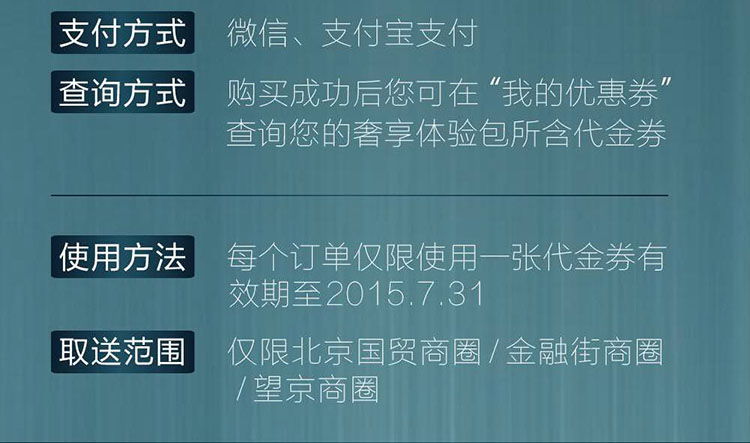 支付方式 微信、支付宝支付
查询方式 购买成功后您可在“我的优惠券”
查询您的奢享体验包所含代金券
使用方法 每个订单仅限使用一张代金券有
效期至2015.7.31
取送范围 仅限北京国贸商圈/金融街商圈
/望京商圈